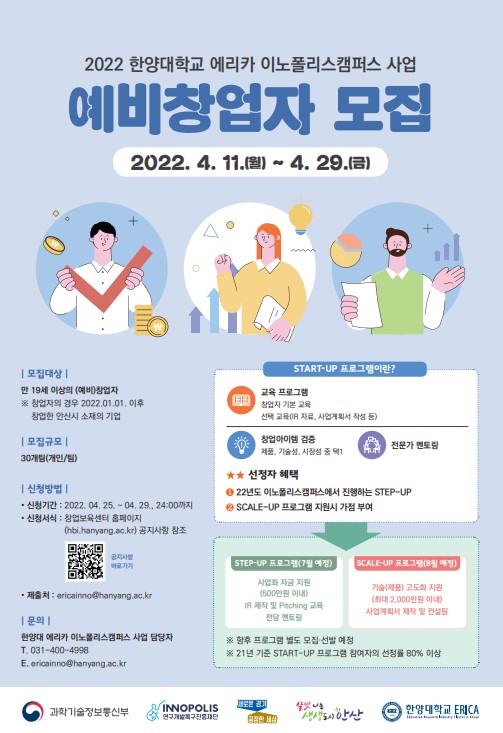 2022 한양대학교 에리카 이노폴리스캠퍼스 사업
예비창업자 모집
2022. 4. 11.(월) ~ 4. 29.(금)
| 모집대상 |
만 19세 이상의 (예비)창업자
※ 창업자의 경우 2022.01.01. 이후
창업한 안산시 소재의 기업
| 모집규모 |
30개팀(개인/팀)
| 신청방법 |
• 신청기간 : 2022. 04. 25. ~ 04. 29., 24:00까지
• 신청서식 : 창업보육센터 홈페이지
(hbi.hanyang.ac.kr) 공지사항 참조
공지사항
바로가기
• 제출처 : ericainno@hanyang.ac.kr
| 문의 |
한양대 에리카 이노폴리스캠퍼스 사업 담당자
T. 031-400-4998
E. ericainno@hanyang.ac.kr
START-UP 프로그램이란?
교육 프로그램
창업자 기본 교육
선택 교육(IR 자료, 사업계획서 작성 등)
창업아이템 검증
제품, 기술성, 시장성 중 택1
전문가 멘토링
★★ 선정자 혜택
❶ 22년도 이노폴리스캠퍼스에서 진행하는 STEP-UP
❷ SCALE-UP 프로그램 지원시 가점 부여
STEP-UP 프로그램(7월 예정)
사업화 자금 지원
(500만원 이내)
IR 제작 및 Pitching 교육
전담 멘토링
SCALE-UP 프로그램(8월 예정)
기술(제품) 고도화 지원
(최대 2,000만원 이내)
사업계획서 제작 및 컨설팅
※ 향후 프로그램 별도 모집·선발 예정
※ 21년 기준 START-UP 프로그램 참여자의 선정률 80% 이상
과학기술정보통신부
INNOPOLIS
연구개발특구진흥재단
새로운 경기
공정한 세상
살맛나는
생생도시 안산
한양대학교 ERICA